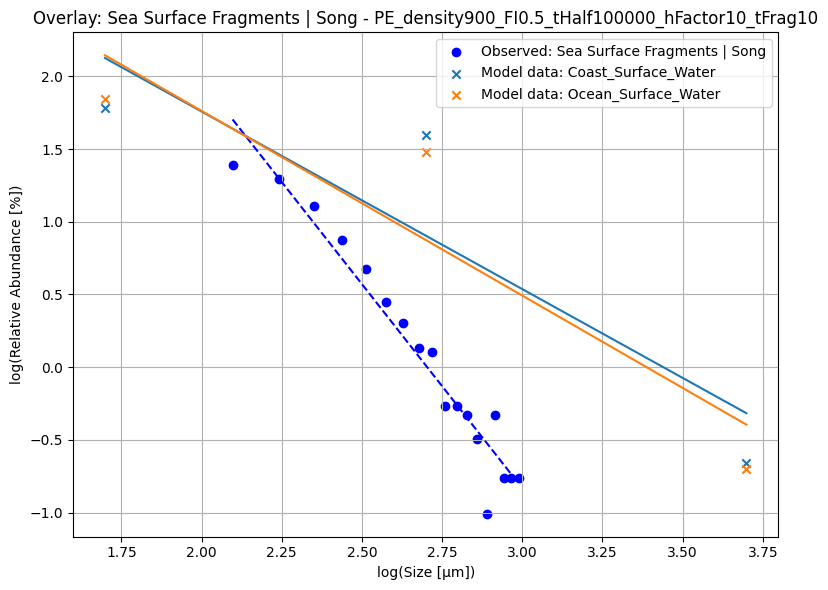 Overlay: Sea Surface Fragments | Song - PE_density900_FI0.5_tHalf100000_hFactor10_tFrag10
Observed: Sea Surface Fragments | Song
Model data: Coast_Surface_Water
Model data: Ocean_Surface_Water
log(Relative Abundance [%])
2.0
1.5
1.0
0.5
0.0
−0.5
−1.0
1.75 2.00 2.25 2.50 2.75 3.00 3.25 3.50 3.75
log(Size [μm])